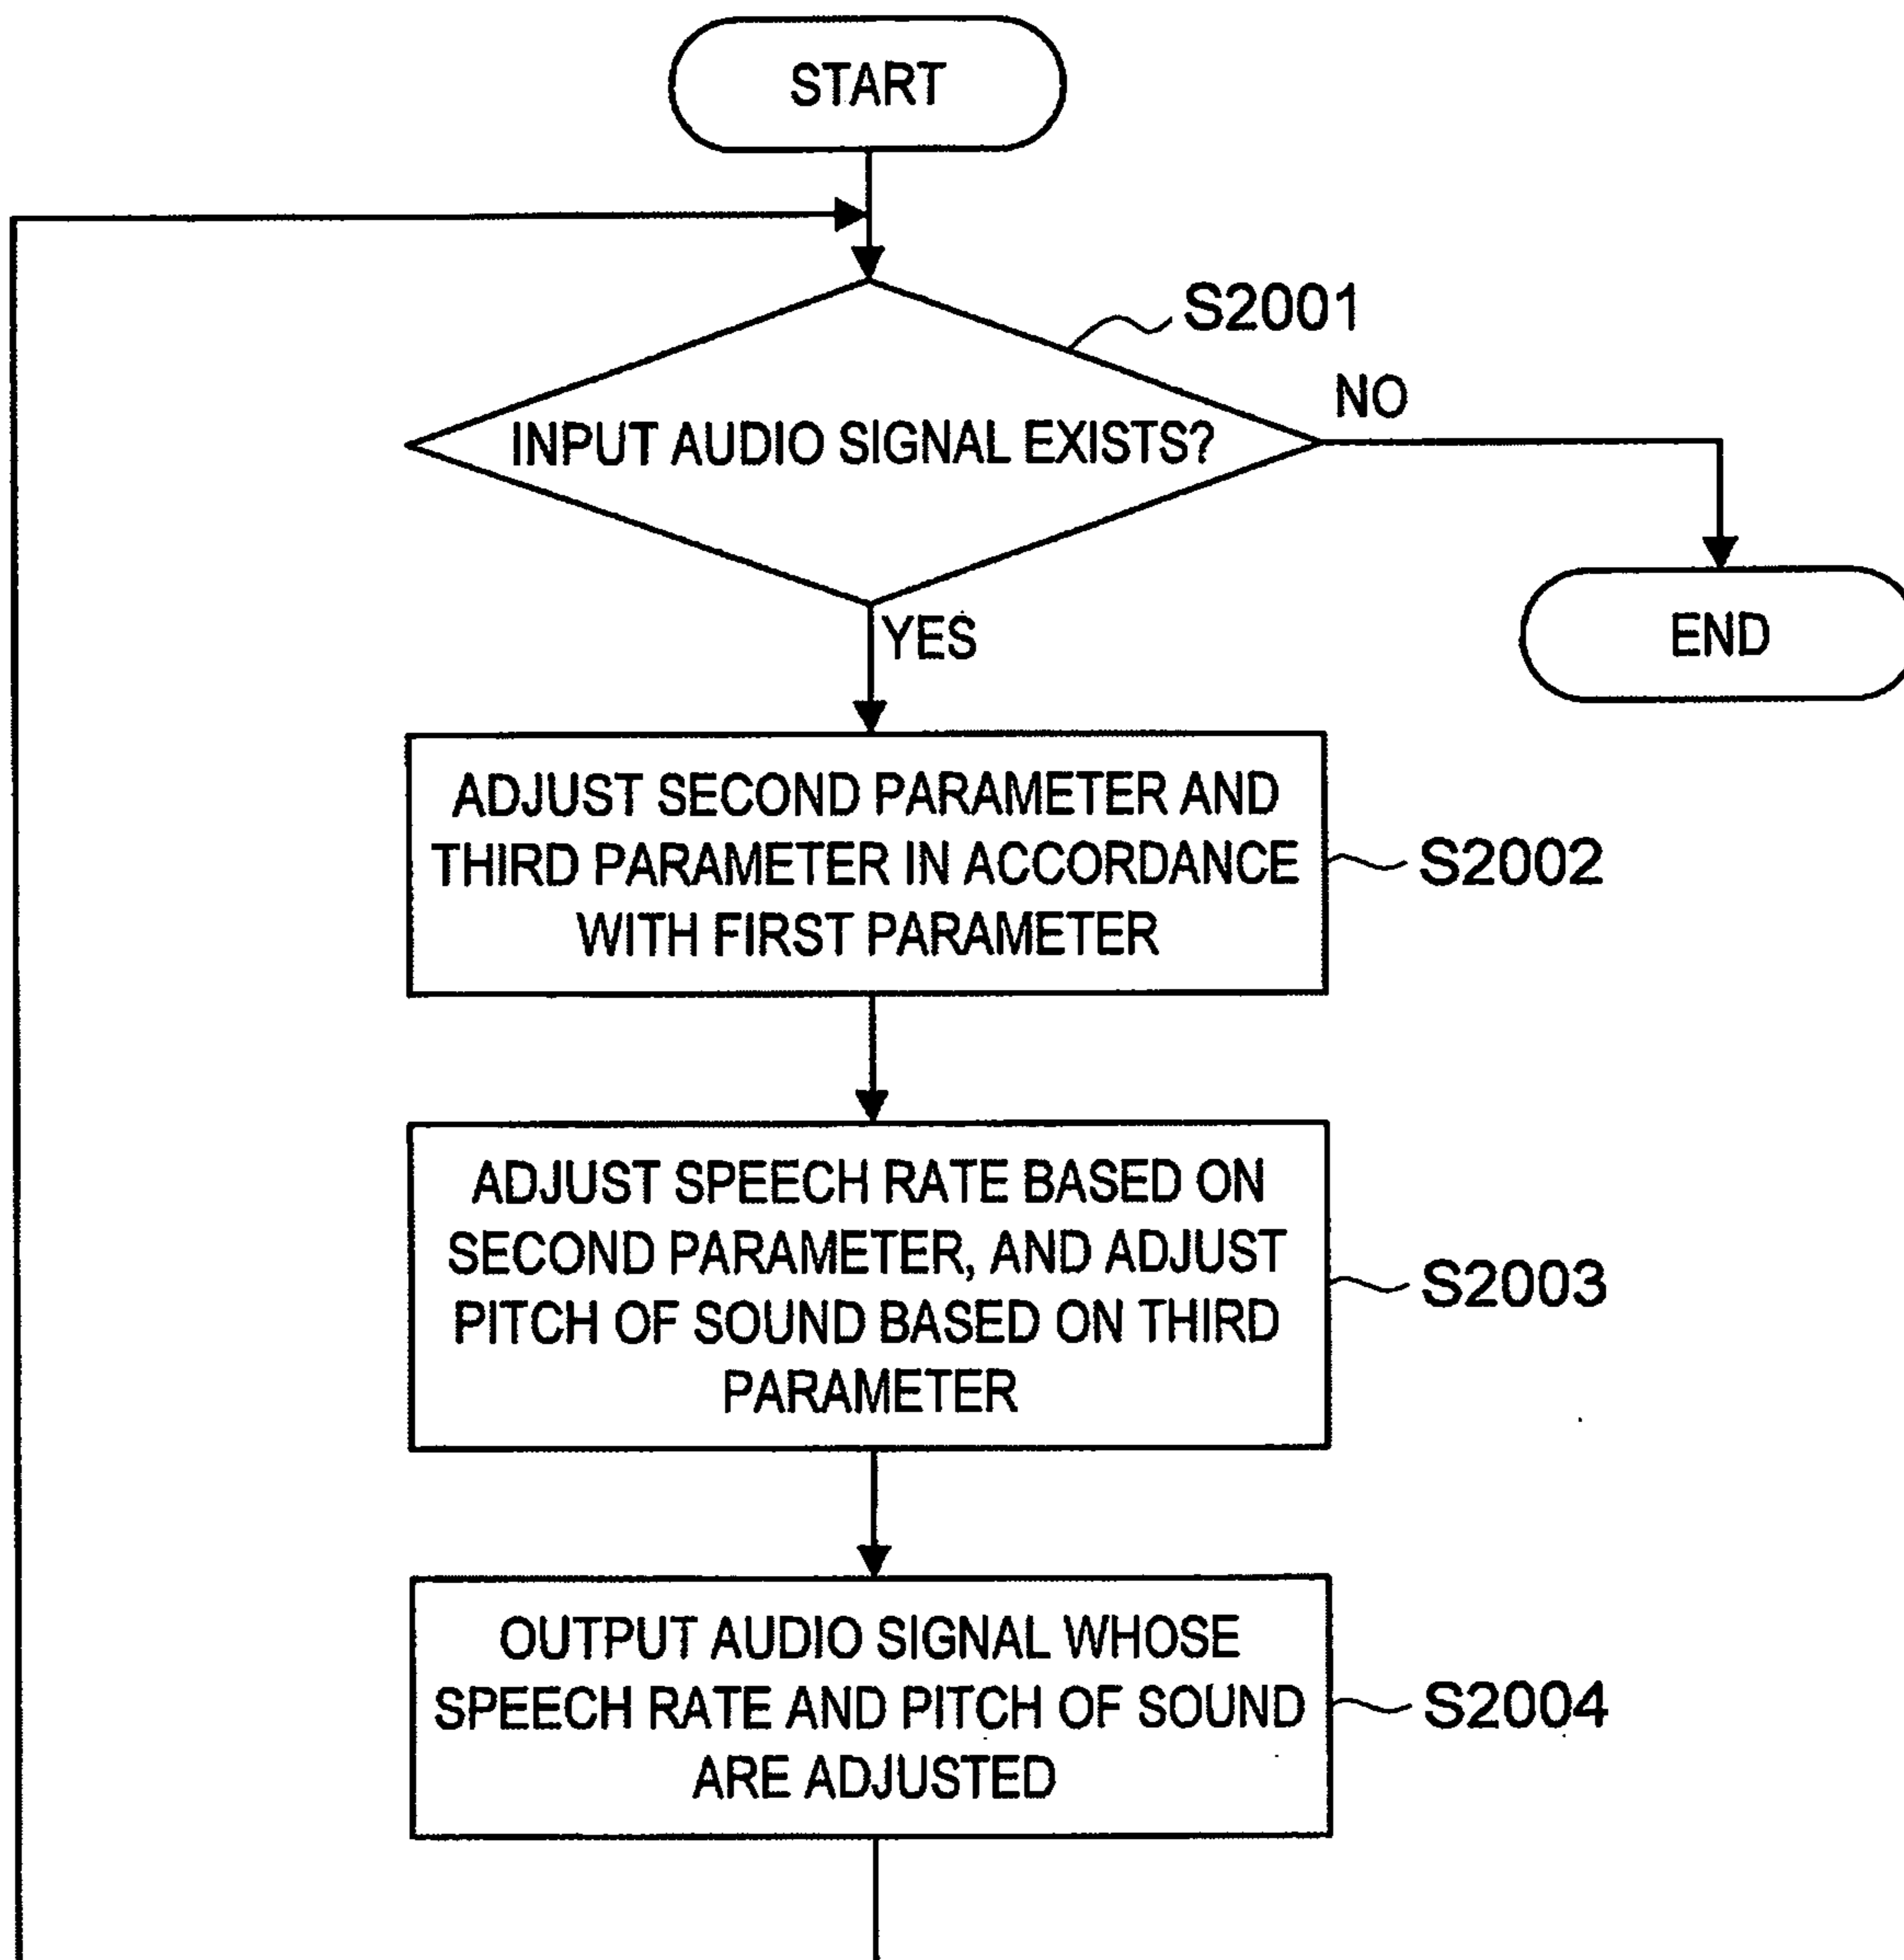 START
S2001
NO
INPUT AUDIO SIGNAL EXISTS?
YES
END
ADJUST SECOND PARAMETER AND
THIRD PARAMETER IN ACCORDANCE
WITH FIRST PARAMETER
S2002
ADJUST SPEECH RATE BASED ON
SECOND PARAMETER, AND ADJUST
PITCH OF SOUND BASED ON THIRD
PARAMETER
S2003
OUTPUT AUDIO SIGNAL WHOSE
SPEECH RATE AND PITCH OF SOUND
ARE ADJUSTED
S2004